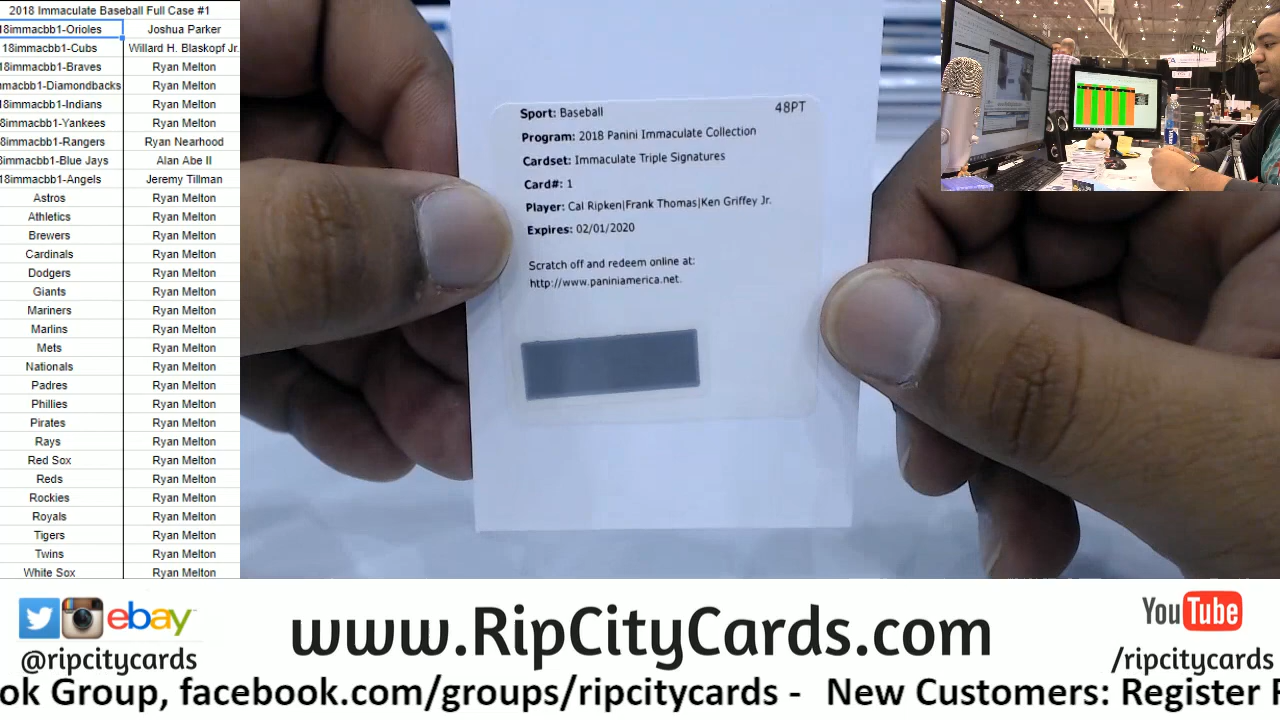 2018 Immaculate Baseball Full Case #1
18immacbb1-Orioles Joshua Parker
18immacbb1-Cubs Willard H. Blaskopf Jr.
18immacbb1-Braves Ryan Melton
macbb1-Diamondbacks Ryan Melton
18immacbb1-Indians Ryan Melton
8immacbb1-Yankees Ryan Melton
18immacbb1-Rangers Ryan Nearhood
immacbb1-Blue Jays Alan Abe II
18immacbb1-Angels Jeremy Tillman
Astros Ryan Melton
Athletics Ryan Melton
Brewers Ryan Melton
Cardinals Ryan Melton
Dodgers Ryan Melton
Giants Ryan Melton
Mariners Ryan Melton
Marlins Ryan Melton
Mets Ryan Melton
Nationals Ryan Melton
Padres Ryan Melton
Phillies Ryan Melton
Pirates Ryan Melton
Rays Ryan Melton
Red Sox Ryan Melton
Reds Ryan Melton
Rockies Ryan Melton
Royals Ryan Melton
Tigers Ryan Melton
Twins Ryan Melton
White Sox Ryan Melton
Sport: Baseball 48PT
Program: 2018 Panini Immaculate Collection
Cardset: Immaculate Triple Signatures
Card#: 1
Player: Cal Ripken|Frank Thomas|Ken Griffey Jr.
Expires: 02/01/2020
Scratch off and redeem online at:
http://www.paniniamerica.net.
ebay
@ripcitycards
www.RipCityCards.com
YouTube
/ripcitycards
ok Group, facebook.com/groups/ripcitycards - New Customers: Register